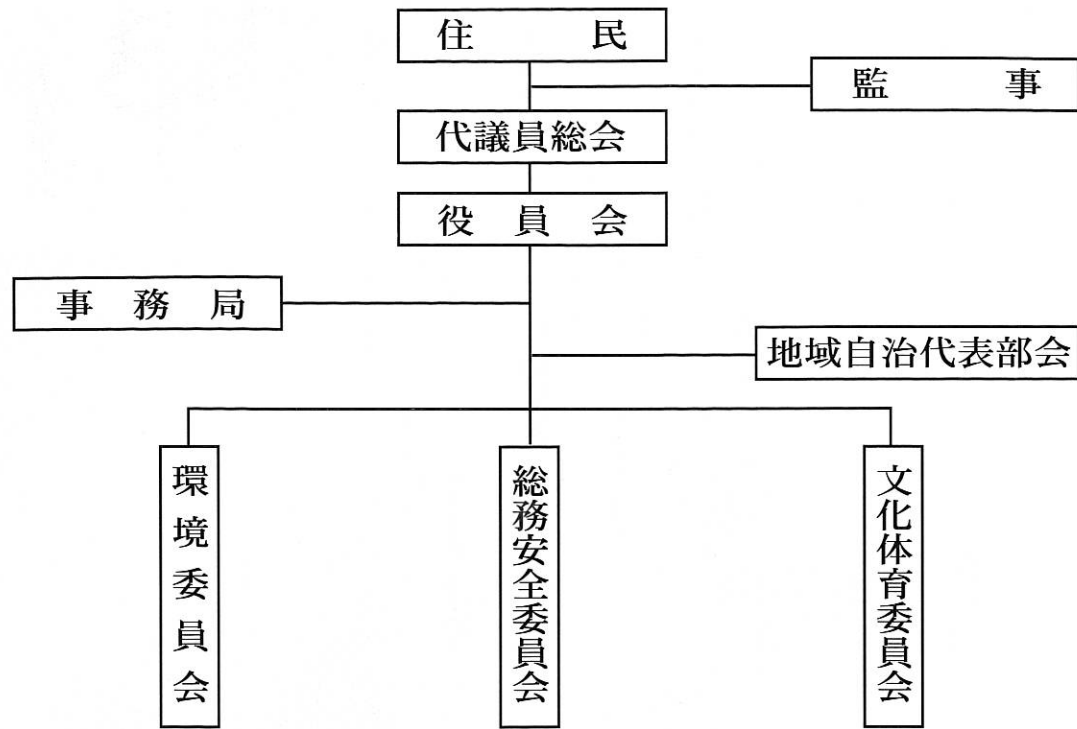 住民
監事
代議員総会
役員会
事務局
地域自治代表部会
環境委員会
総務安全委員会
文化体育委員会